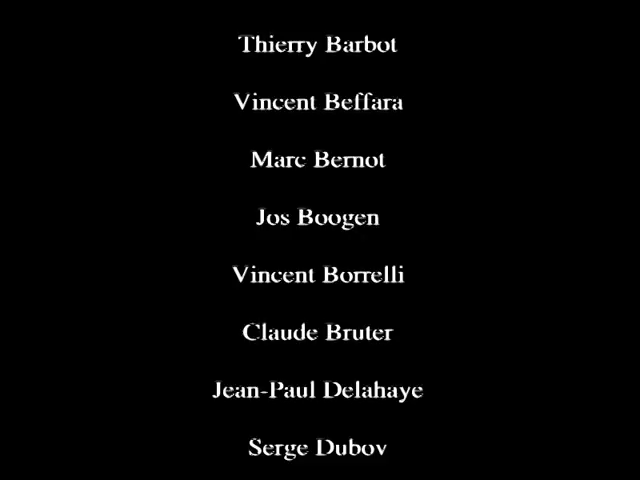 Thierry Barbot
Vincent Beffara
Marc Bernot
Jos Boogen
Vincent Borrelli
Claude Bruter
Jean-Paul Delahaye
Serge Dubov